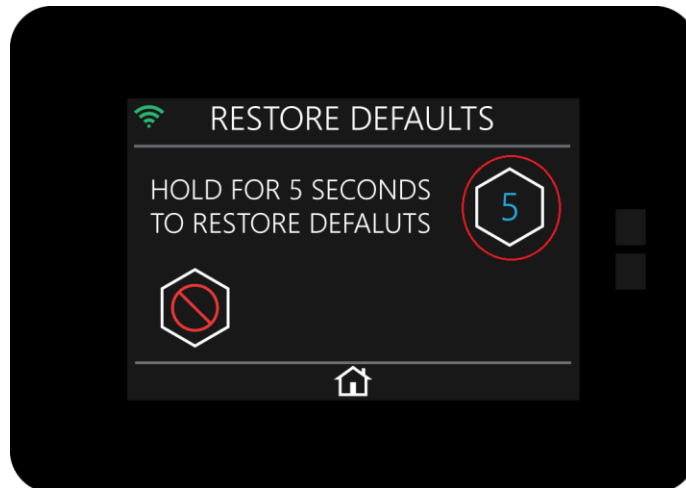 RESTORE DEFAULTS
HOLD FOR 5 SECONDS
TO RESTORE DEFALUTS
5